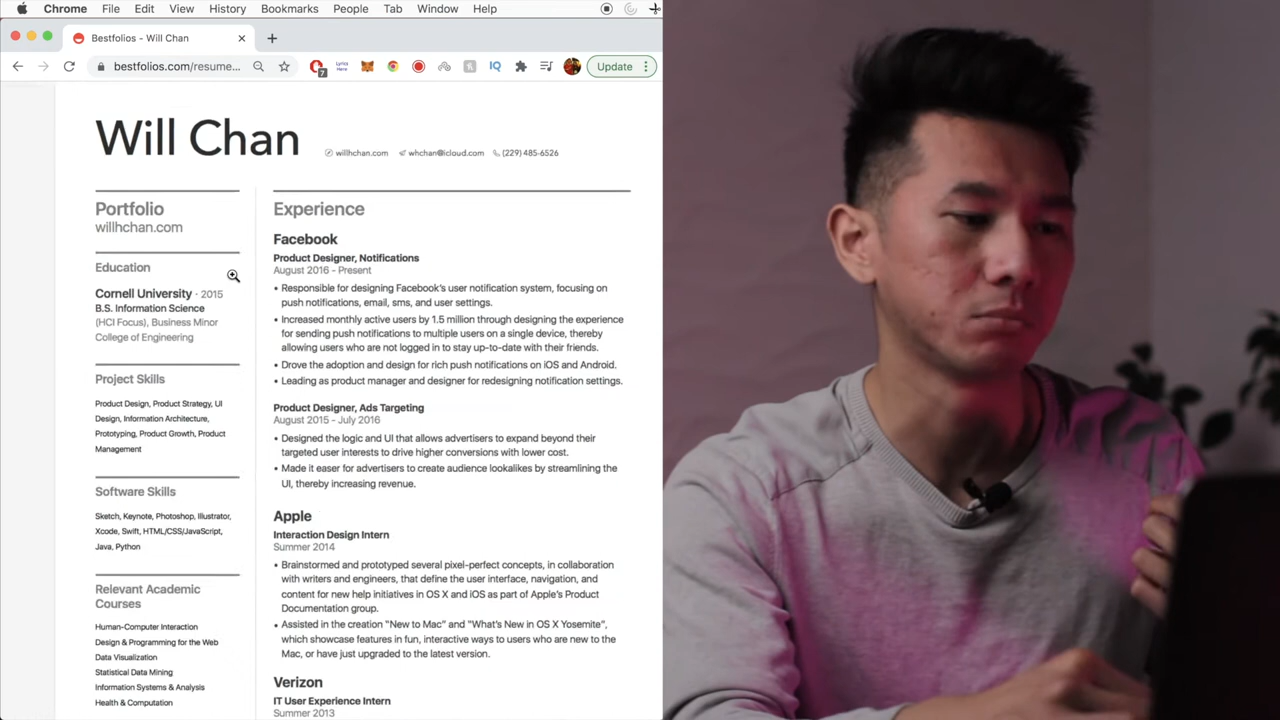 Chrome File Edit View History Bookmarks People Tab Window Help
Bestfolios - Will Chan
bestfolios.com/resume...
7
Lyrics Here
IQ
Update
Will Chan
willhchan.com whchan@icloud.com (229) 485-6526
Portfolio
willhchan.com
Education
Cornell University · 2015
B.S. Information Science
(HCI Focus), Business Minor
College of Engineering
Project Skills
Product Design, Product Strategy, UI
Design, Information Architecture,
Prototyping, Product Growth, Product
Management
Software Skills
Sketch, Keynote, Photoshop, Illustrator,
Xcode, Swift, HTML/CSS/JavaScript,
Java, Python
Relevant Academic
Courses
Human-Computer Interaction
Design & Programming for the Web
Data Visualization
Statistical Data Mining
Information Systems & Analysis
Health & Computation
Experience
Facebook
Product Designer, Notifications
August 2016 - Present
• Responsible for designing Facebook's user notification system, focusing on
push notifications, email, sms, and user settings.
• Increased monthly active users by 1.5 million through designing the experience
for sending push notifications to multiple users on a single device, thereby
allowing users who are not logged in to stay up-to-date with their friends.
• Drove the adoption and design for rich push notifications on iOS and Android.
• Leading as product manager and designer for redesigning notification settings.
Product Designer, Ads Targeting
August 2015 - July 2016
• Designed the logic and UI that allows advertisers to expand beyond their
targeted user interests to drive higher conversions with lower cost.
• Made it easier for advertisers to create audience lookalikes by streamlining the
UI, thereby increasing revenue.
Apple
Interaction Design Intern
Summer 2014
• Brainstormed and prototyped several pixel-perfect concepts, in collaboration
with writers and engineers, that define the user interface, navigation, and
content for new help initiatives in OS X and iOS as part of Apple's Product
Documentation group.
• Assisted in the creation "New to Mac" and "What's New in OS X Yosemite",
which showcase features in fun, interactive ways to users who are new to the
Mac, or have just upgraded to the latest version.
Verizon
IT User Experience Intern
Summer 2013